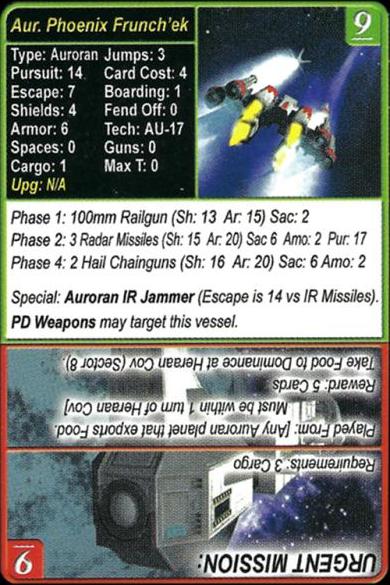 Aur. Phoenix Frunch'ek
9
Type: Auroran Jumps: 3
Pursuit: 14 Card Cost: 4
Escape: 7 Boarding: 1
Shields: 4 Fend Off: 0
Armor: 6 Tech: AU-17
Spaces: 0 Guns: 0
Cargo: 1 Max T: 0
Upg: N/A
Phase 1: 100mm Railgun (Sh: 13 Ar: 15) Sac: 2
Phase 2: 3 Radar Missiles (Sh: 15 Ar: 20) Sac 6 Amo: 2 Pur: 17
Phase 4: 2 Hail Chainguns (Sh: 16 Ar: 20) Sac: 6 Amo: 2
Special: Auroran IR Jammer (Escape is 14 vs IR Missiles).
PD Weapons may target this vessel.
URGENT MISSION:
9
Requirements: 3 Cargo
Played: From: [Any Auroran planet that exports Food.
Must be within 1 turn of Heraan Cov]
Reward: 5 Cards
Take to Food Dominance at Heraan Cov (Sector 8).